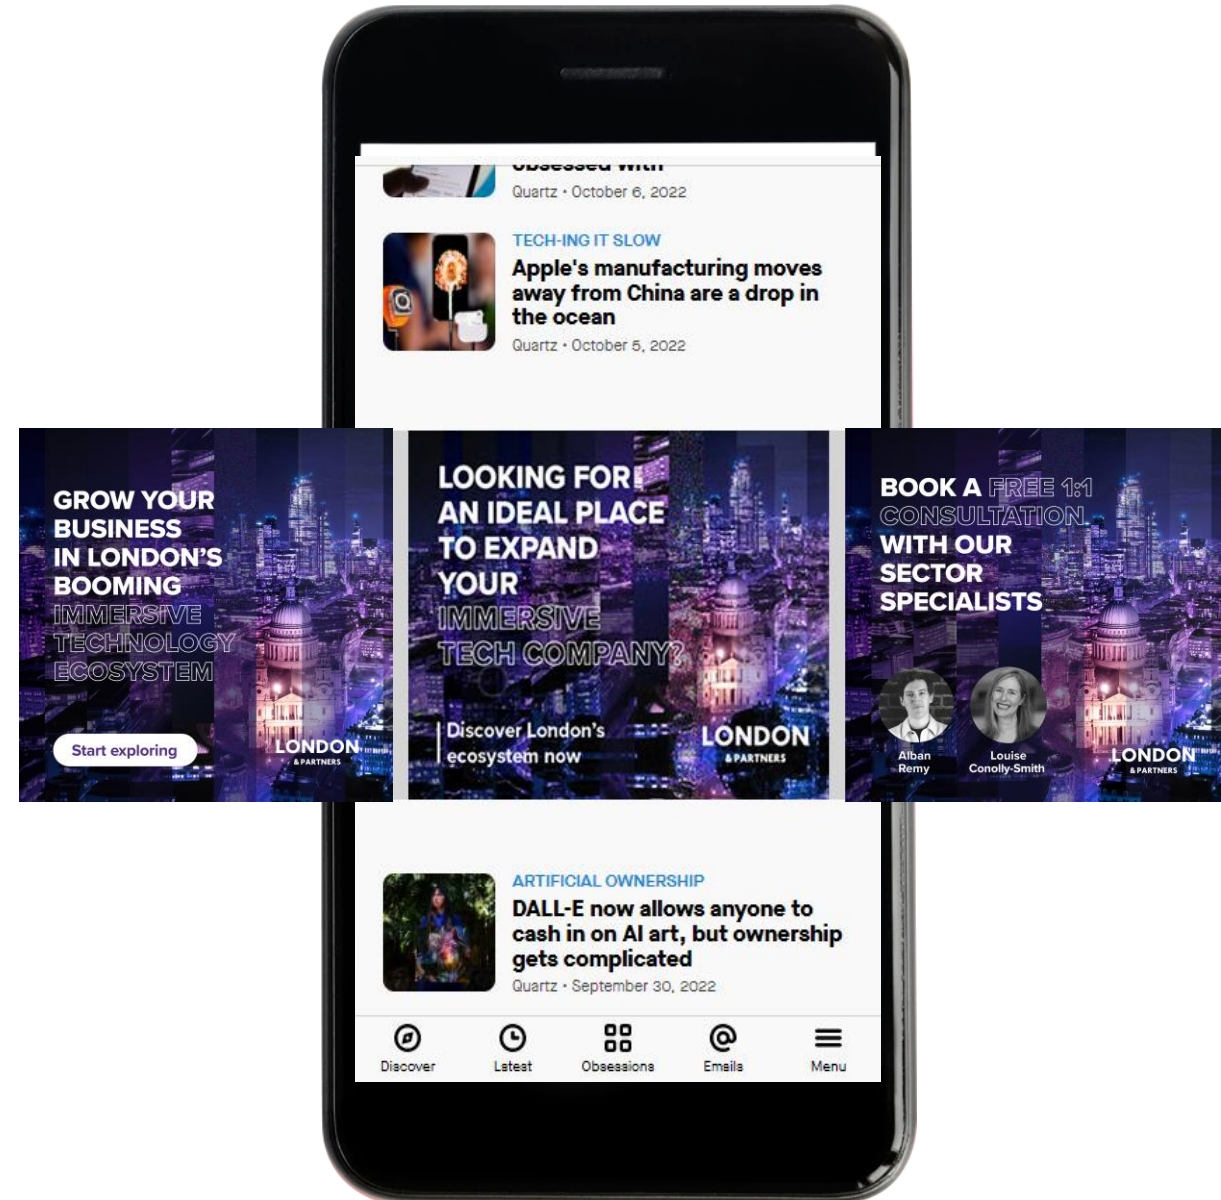 obsessed with
Quartz • October 6, 2022
TECH-ING IT SLOW
Apple's manufacturing moves
away from China are a drop in
the ocean
Quartz • October 5, 2022
GROW YOUR
BUSINESS
IN LONDON'S
BOOMING
IMMERSIVE
TECHNOLOGY
ECOSYSTEM
Start exploring
LONDON
& PARTNERS
LOOKING FOR
AN IDEAL PLACE
TO EXPAND
YOUR
IMMERSIVE
TECH COMPANY?
Discover London's
ecosystem now
LONDON
& PARTNERS
BOOK A FREE 1:1
CONSULTATION
WITH OUR
SECTOR
SPECIALISTS
Alban
Remy
Louise
Conolly-Smith
LONDON
& PARTNERS
ARTIFICIAL OWNERSHIP
DALL-E now allows anyone to
cash in on AI art, but ownership
gets complicated
Quartz • September 30, 2022
Discover
Latest
Obsessions
Emails
Menu